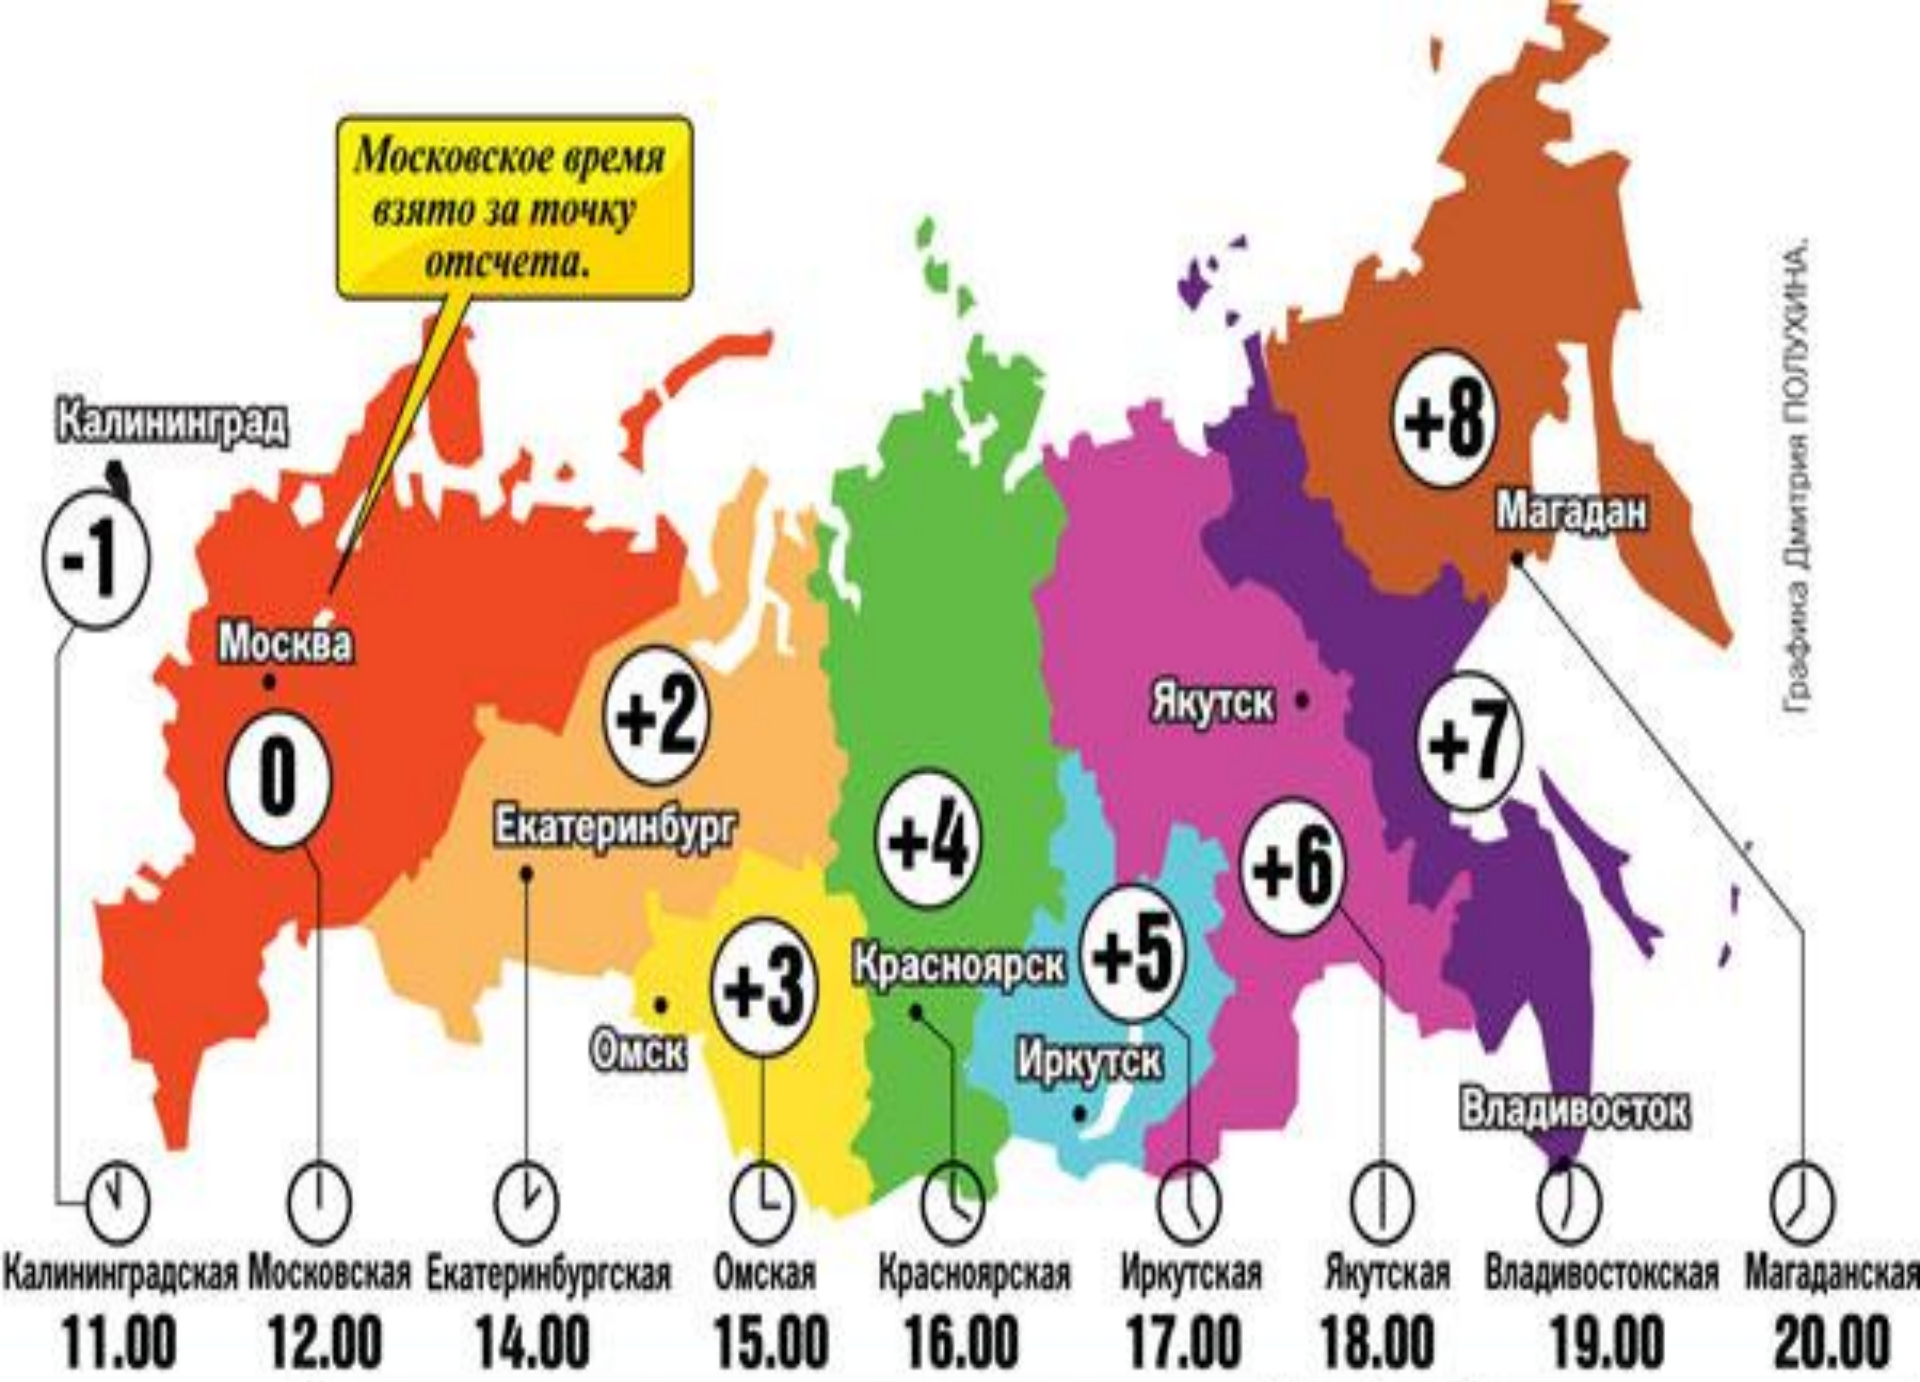 Московское время
взято за точку
отсчета.
Калининград
-1
Москва
0
+2
Екатеринбург
+3
Омск
+4
Красноярск
+5
Иркутск
Якутск
+6
+7
Владивосток
+8
Магадан
Графика Дмитрия ПОЛУХИНА.
Калининградская Московская Екатеринбургская Омская Красноярская Иркутская Якутская Владивостокская Магаданская
11.00 12.00 14.00 15.00 16.00 17.00 18.00 19.00 20.00